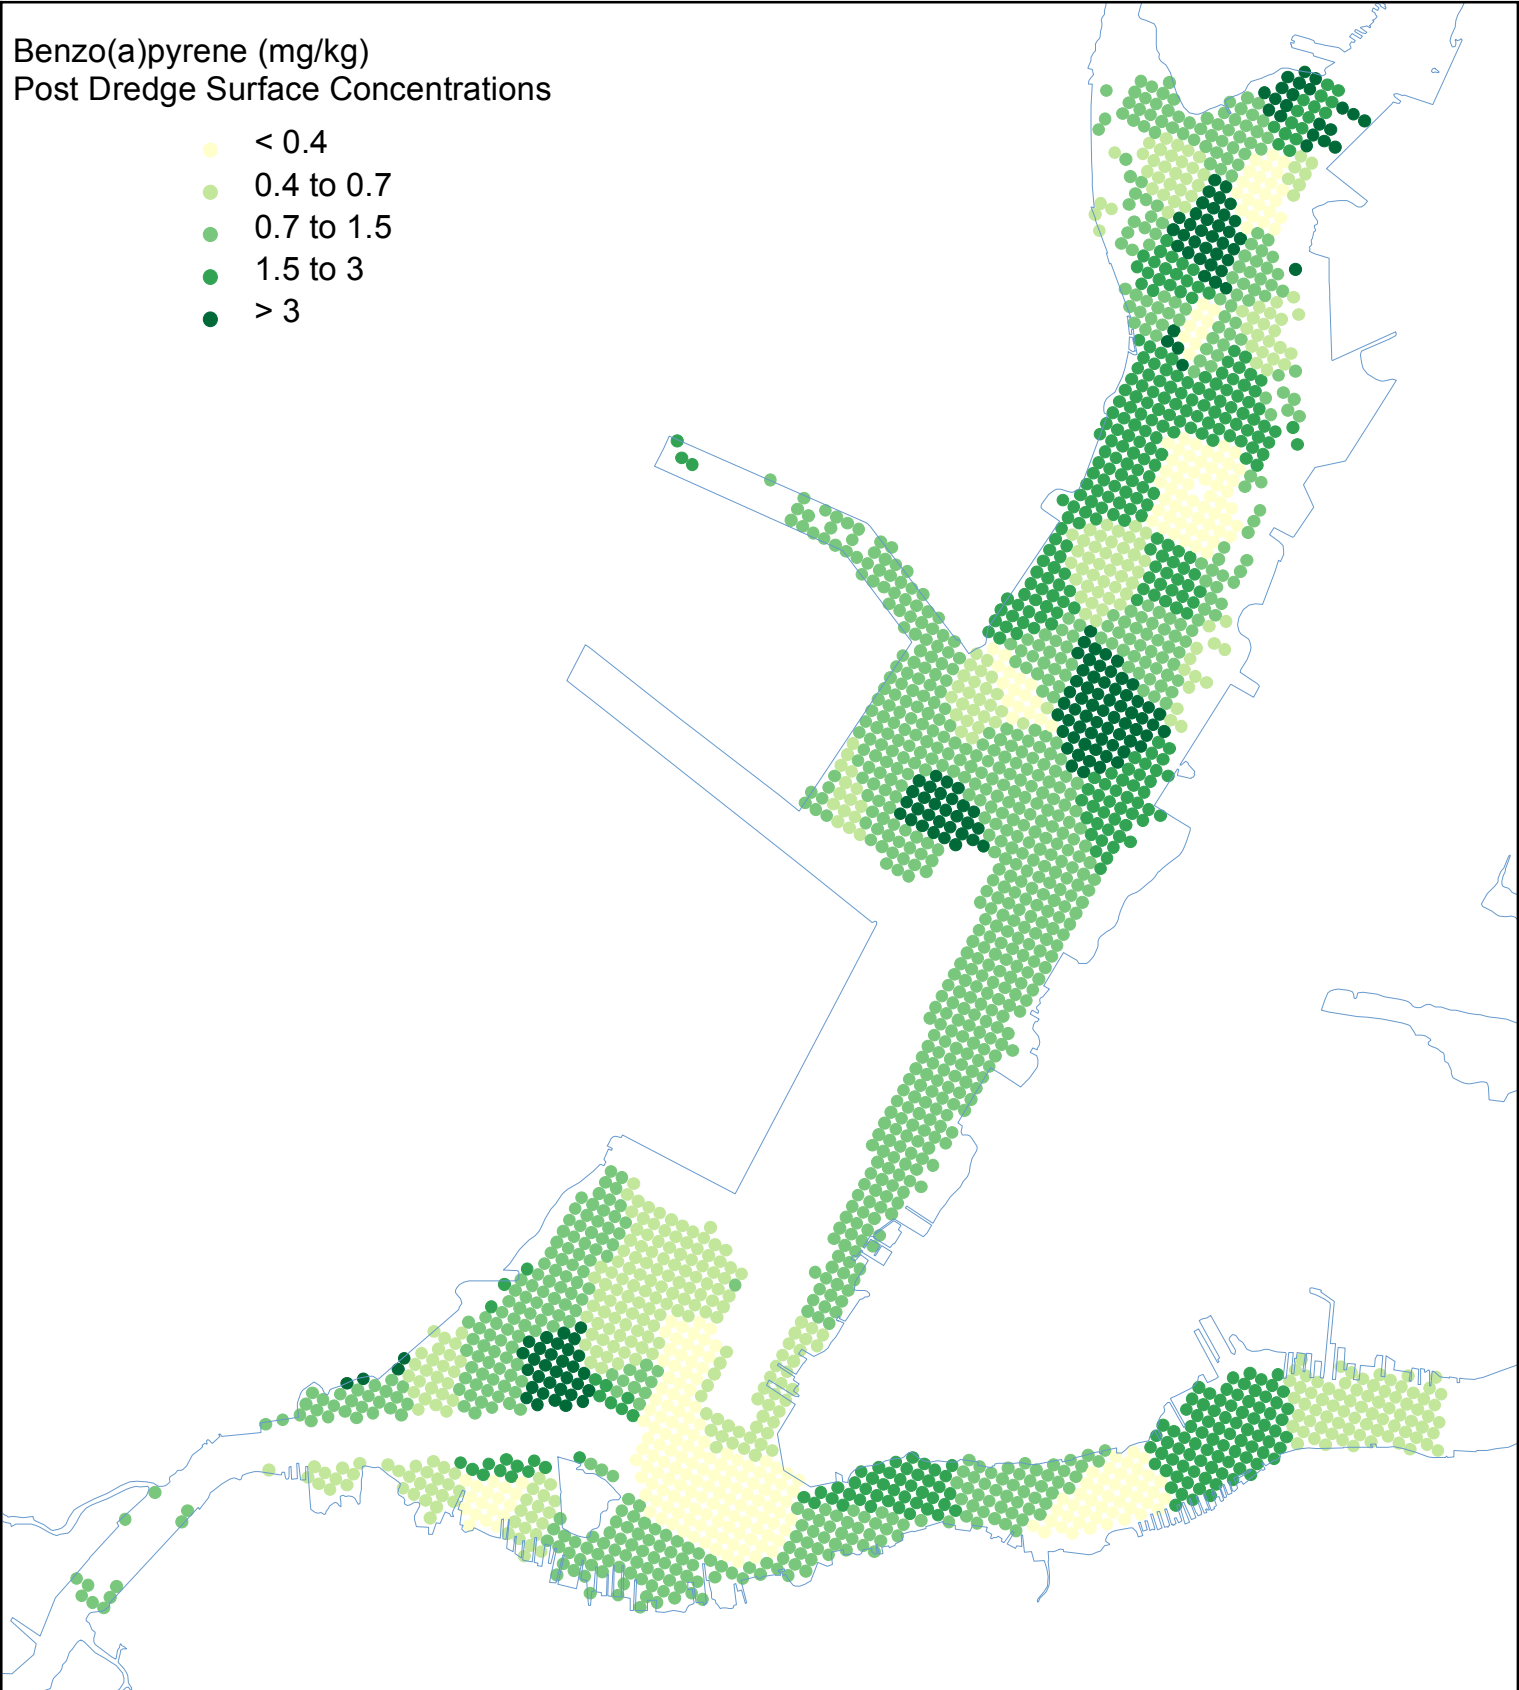 Benzo(a)pyrene (mg/kg)
Post Dredge Surface Concentrations
< 0.4
0.4 to 0.7
0.7 to 1.5
1.5 to 3
> 3